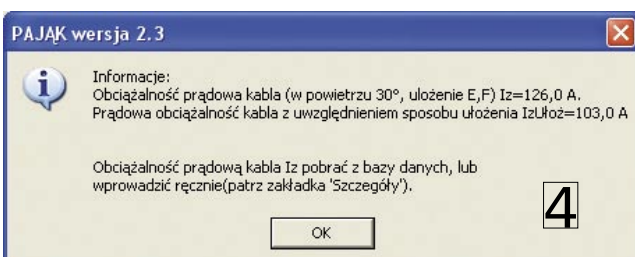 PAJĄK wersja 2.3
Informacje:
Obciążalność prądowa kabla (w powietrzu 30°, ulożenie E,F) Iz=126,0 A.
Prądowa obciążalność kabla z uwzględnieniem sposobu ułożenia IzUłoż=103,0 A
Obciążalność prądową kabla Iz pobrać z bazy danych, lub
wprowadzić ręcznie(patrz zakładka 'Szczegóły').
4
OK